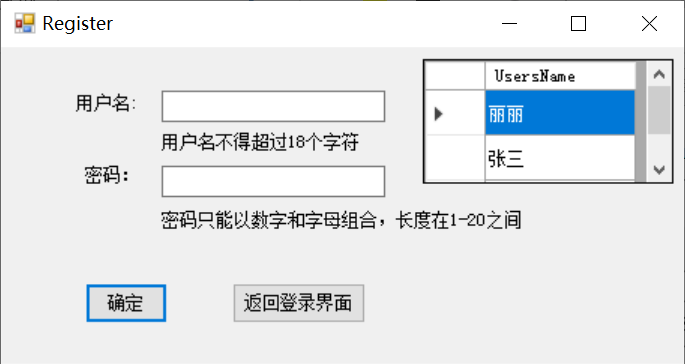 Register
UsersName
用户名:
丽丽
用户名不得超过18个字符
张三
密码：
密码只能以数字和字母组合，长度在1-20之间
确定
返回登录界面